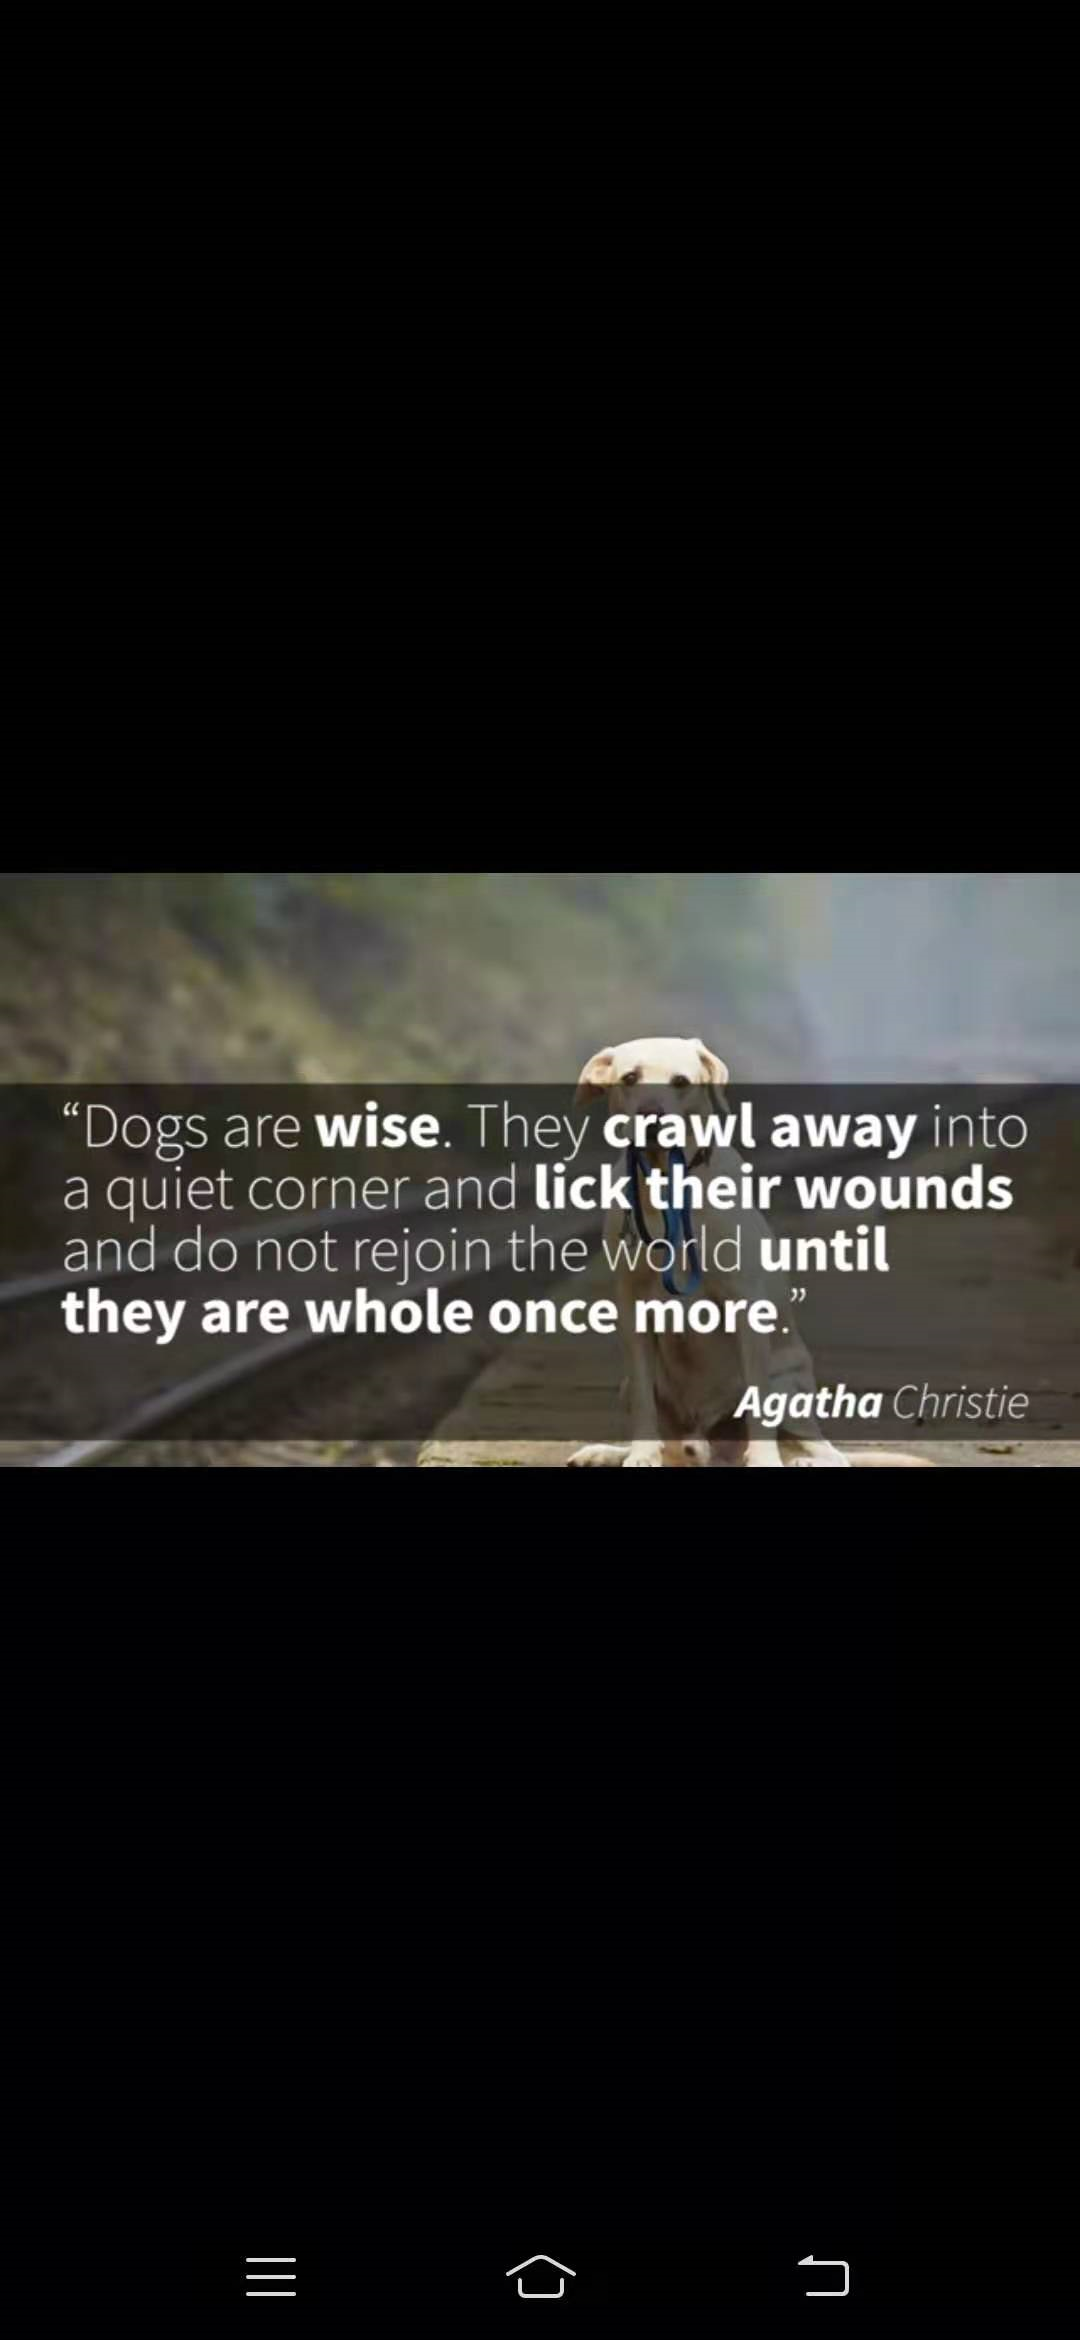 “Dogs are wise. They crawl away into
a quiet corner and lick their wounds
and do not rejoin the world until
they are whole once more.”
Agatha Christie